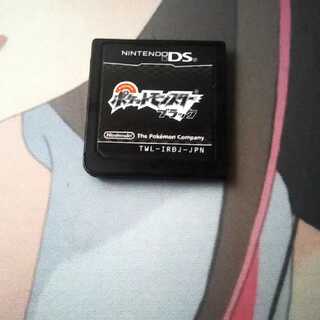 NINTENDO DS
ポケットモンスター
ブラック
Nintendo The Pokémon Company
TWL-IRBJ-JPN